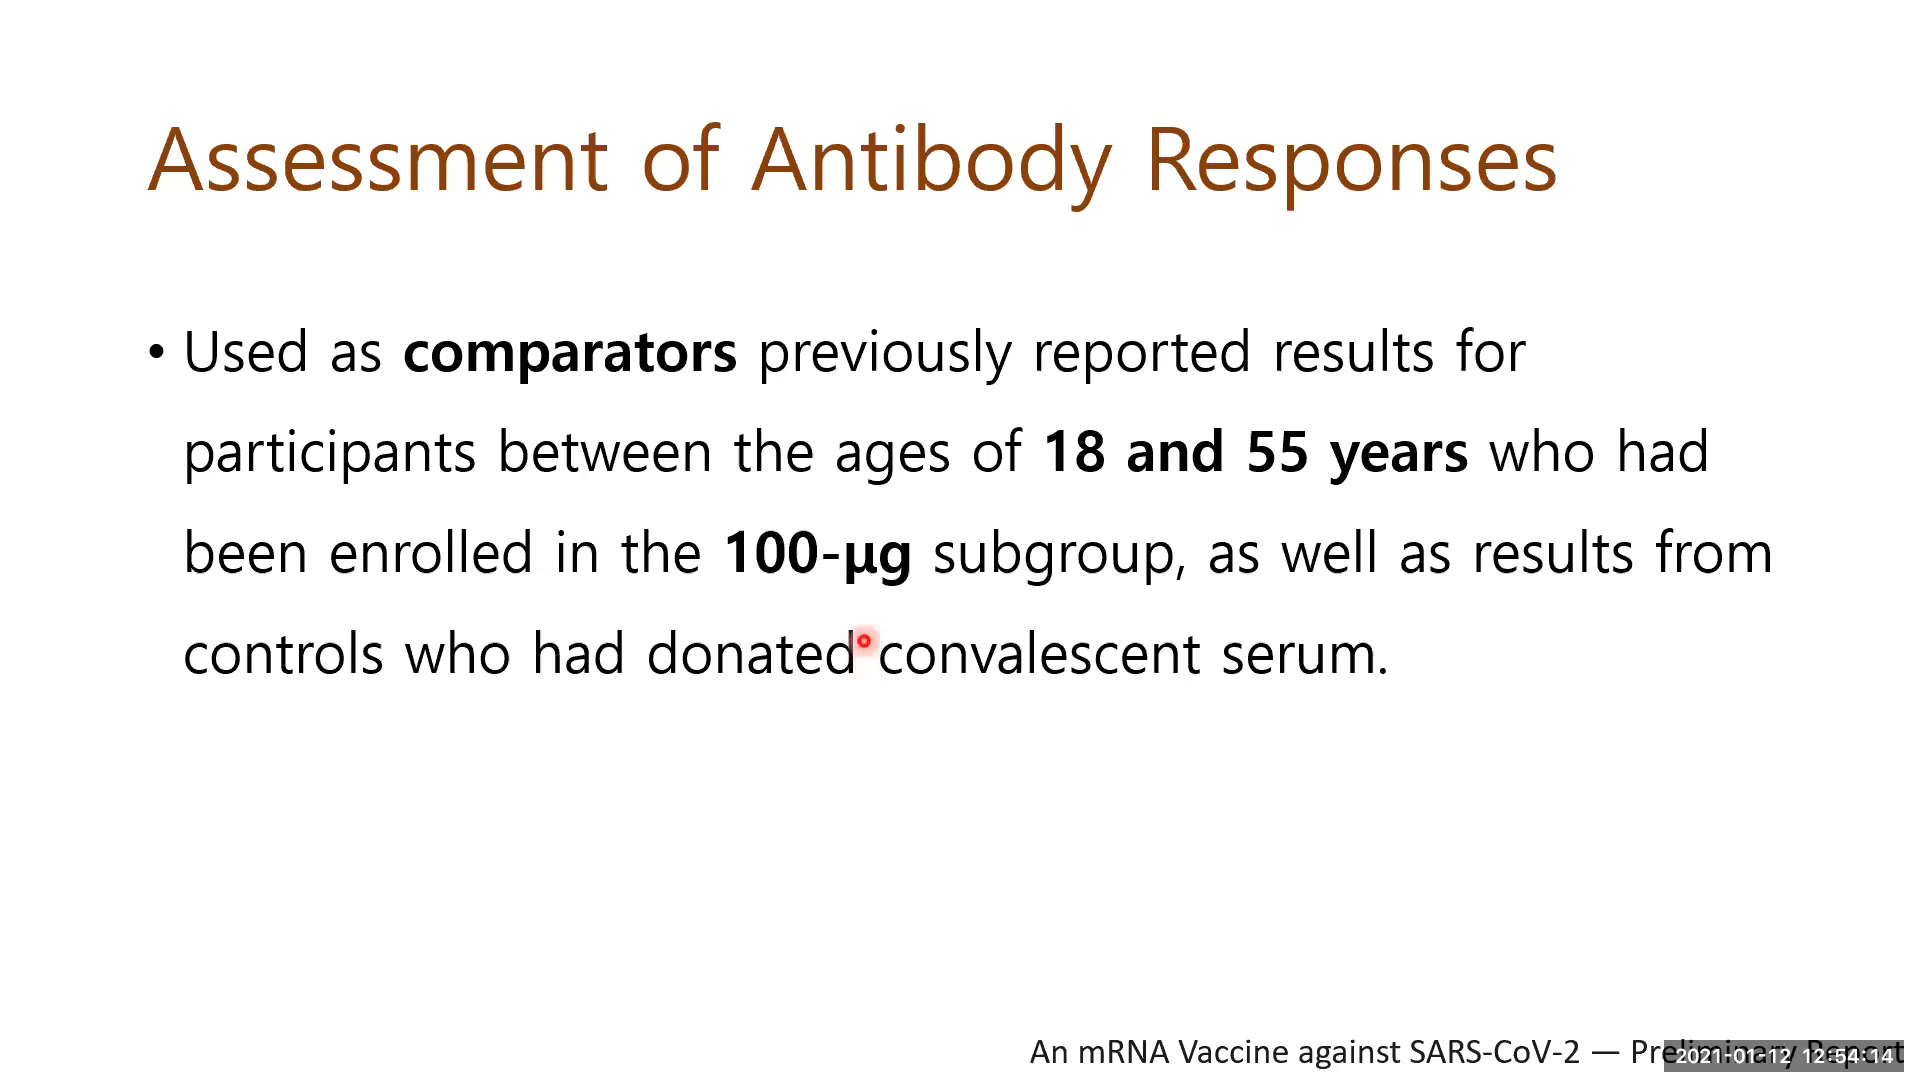 Assessment of Antibody Responses
• Used as comparators previously reported results for
participants between the ages of 18 and 55 years who had
been enrolled in the 100-μg subgroup, as well as results from
controls who had donated convalescent serum.
An mRNA Vaccine against SARS-CoV-2 — Preliminary Report
2021-01-12 12:54:14